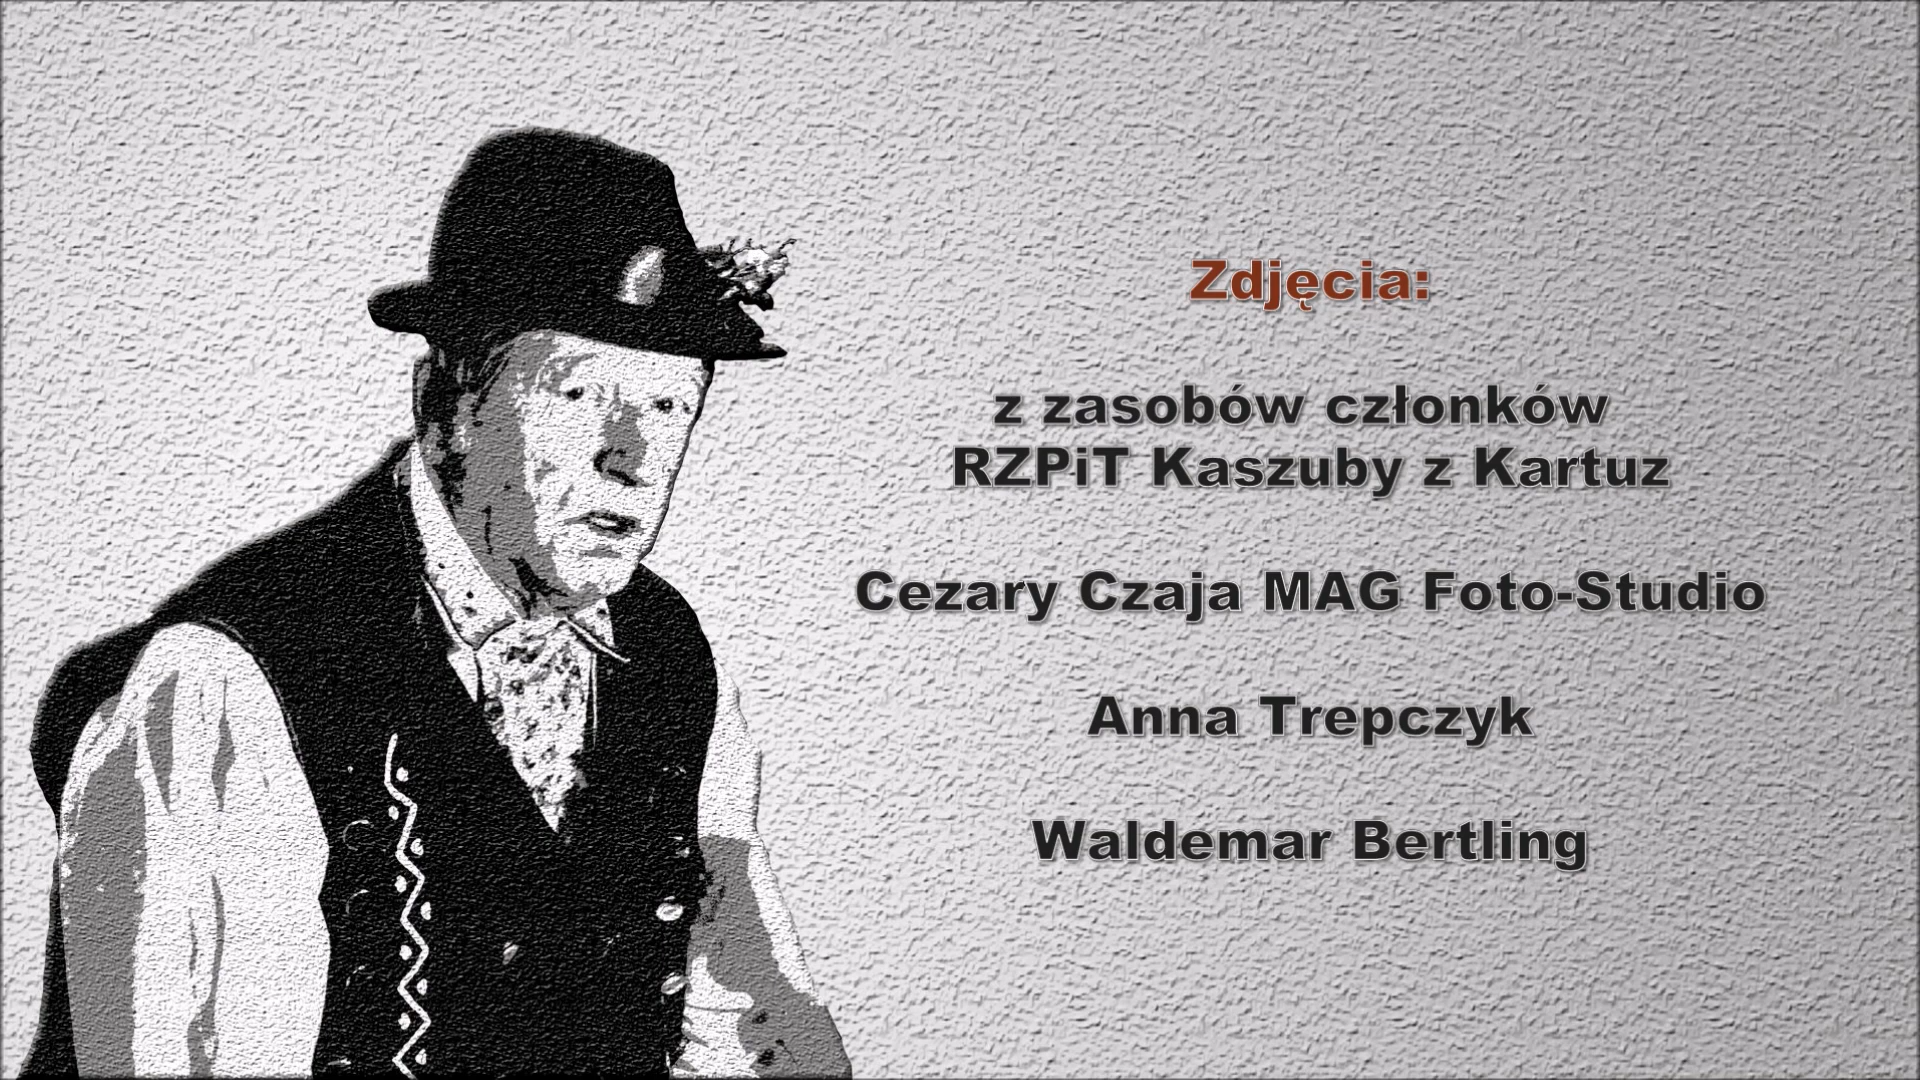 Zdjęcia:
z zasobów członków
RZPiT Kaszuby z Kartuz
Cezary Czaja MAG Foto-Studio
Anna Trepczyk
Waldemar Bertling